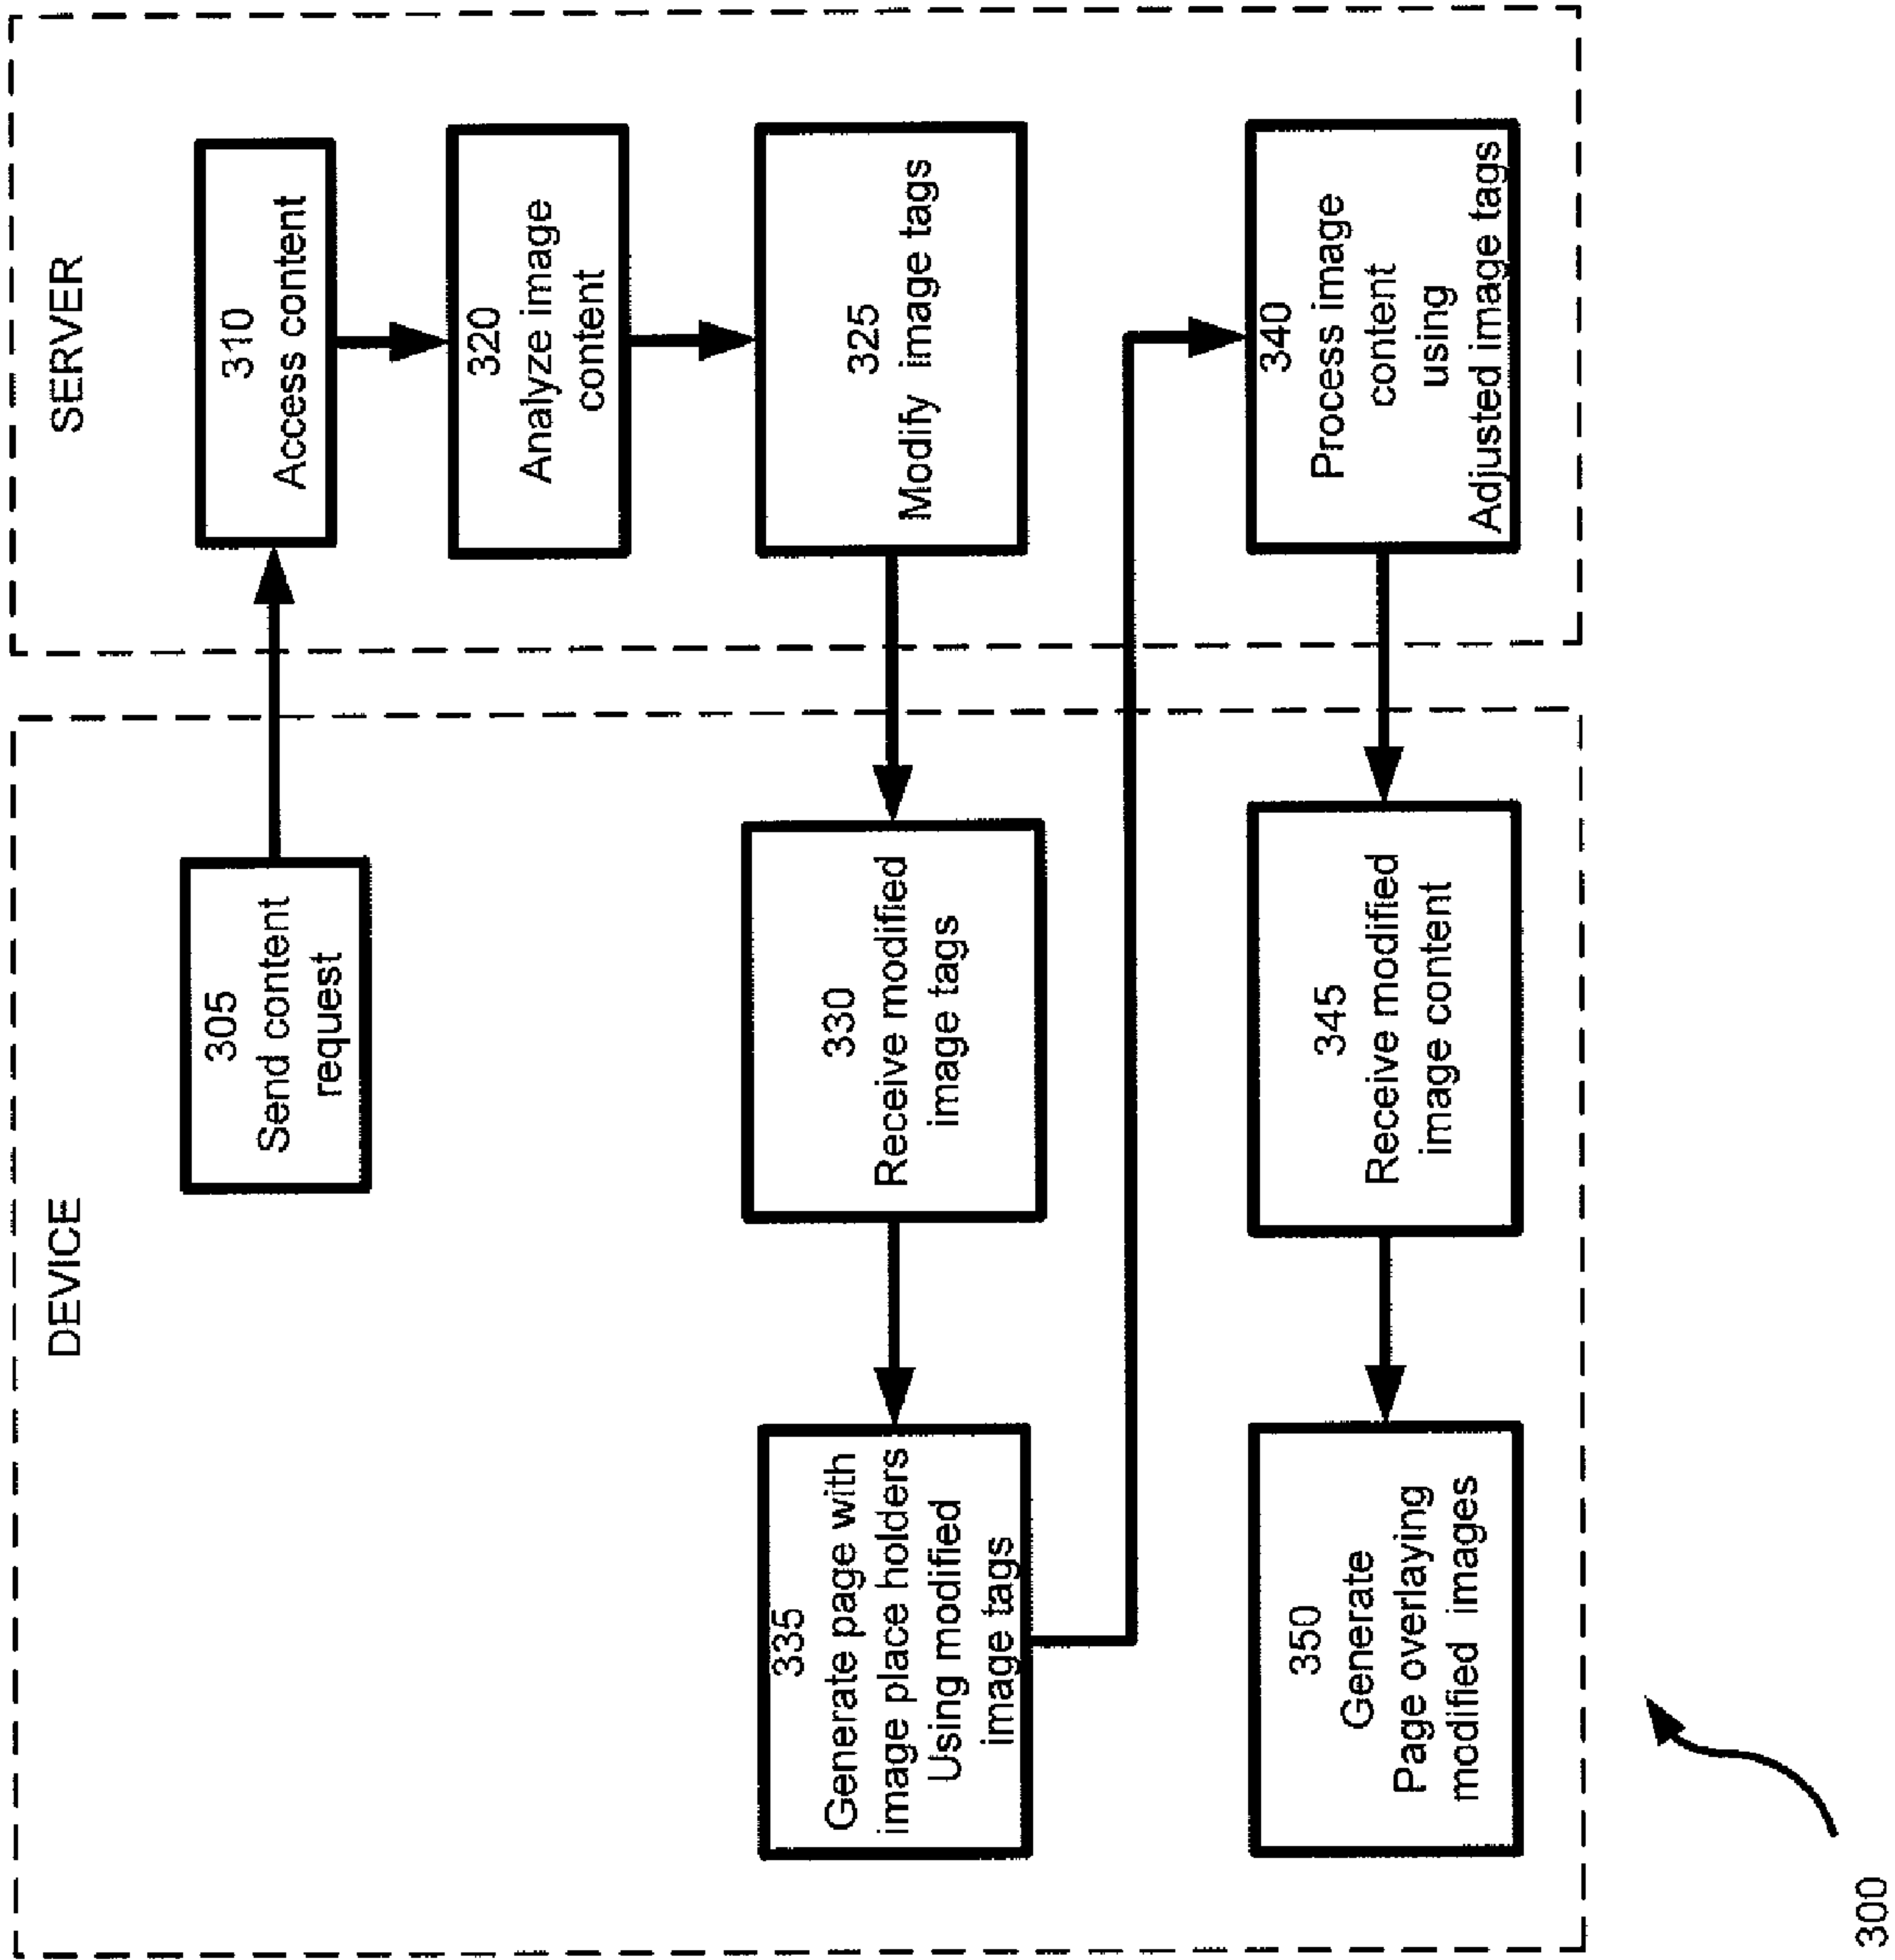 DEVICE
SERVER
305
Send content
request
310
Access content
320
Analyze image
content
325
Modify image tags
330
Receive modified
image tags
335
Generate page with
image place holders
Using modified
image tags
340
Process image
content
using
Adjusted image tags
345
Receive modified
image content
350
Generate
Page overlaying
modified images
300